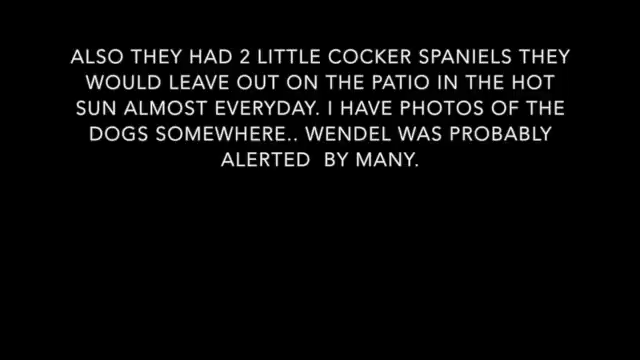 ALSO THEY HAD 2 LITTLE COCKER SPANIELS THEY
WOULD LEAVE OUT ON THE PATIO IN THE HOT
SUN ALMOST EVERYDAY. I HAVE PHOTOS OF THE
DOGS SOMEWHERE.. WENDEL WAS PROBABLY
ALERTED  BY MANY.